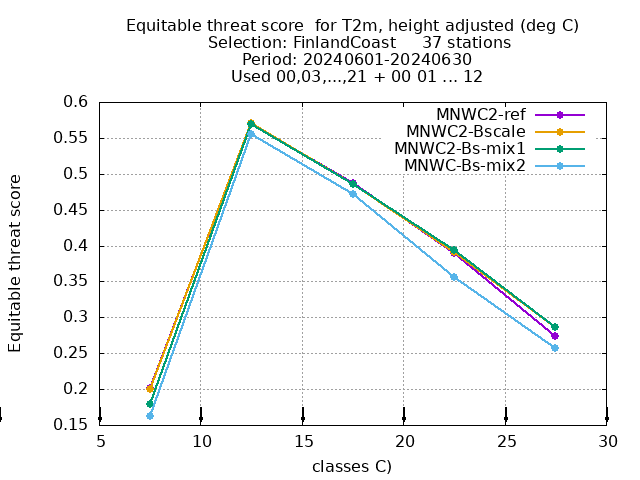 Equitable threat score  for T2m, height adjusted (deg C)
Selection: FinlandCoast     37 stations
Period: 20240601-20240630
Used 00,03,...,21 + 00 01 ... 12
MNWC2-ref
MNWC2-Bscale
MNWC2-Bs-mix1
MNWC-Bs-mix2
Equitable threat score
0.6
0.55
0.5
0.45
0.4
0.35
0.3
0.25
0.2
0.15
5 10 15 20 25 30
classes C)